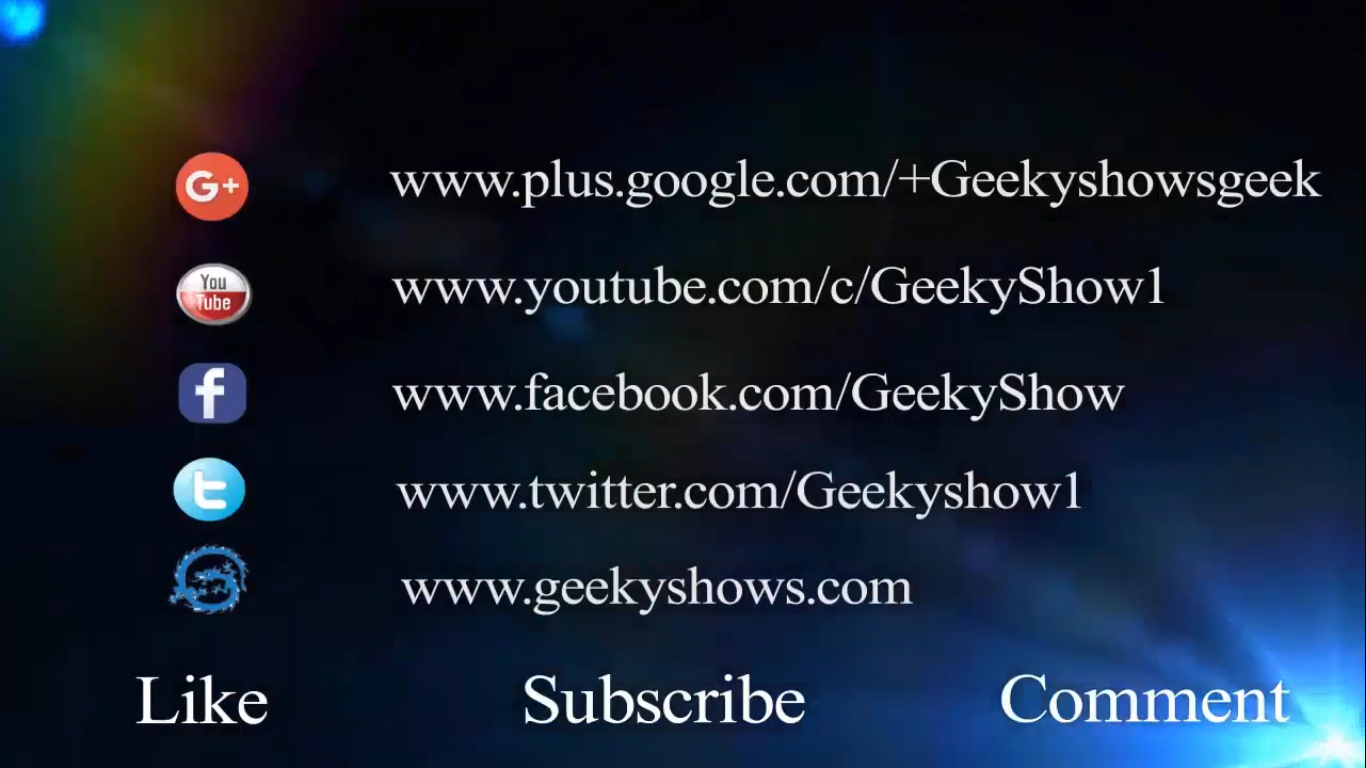 G+ www.plus.google.com/+Geekyshowsgeek
You
Tube www.youtube.com/c/GeekyShow1
f www.facebook.com/GeekyShow
t www.twitter.com/Geekyshow1
www.geekyshows.com
Like Subscribe Comment